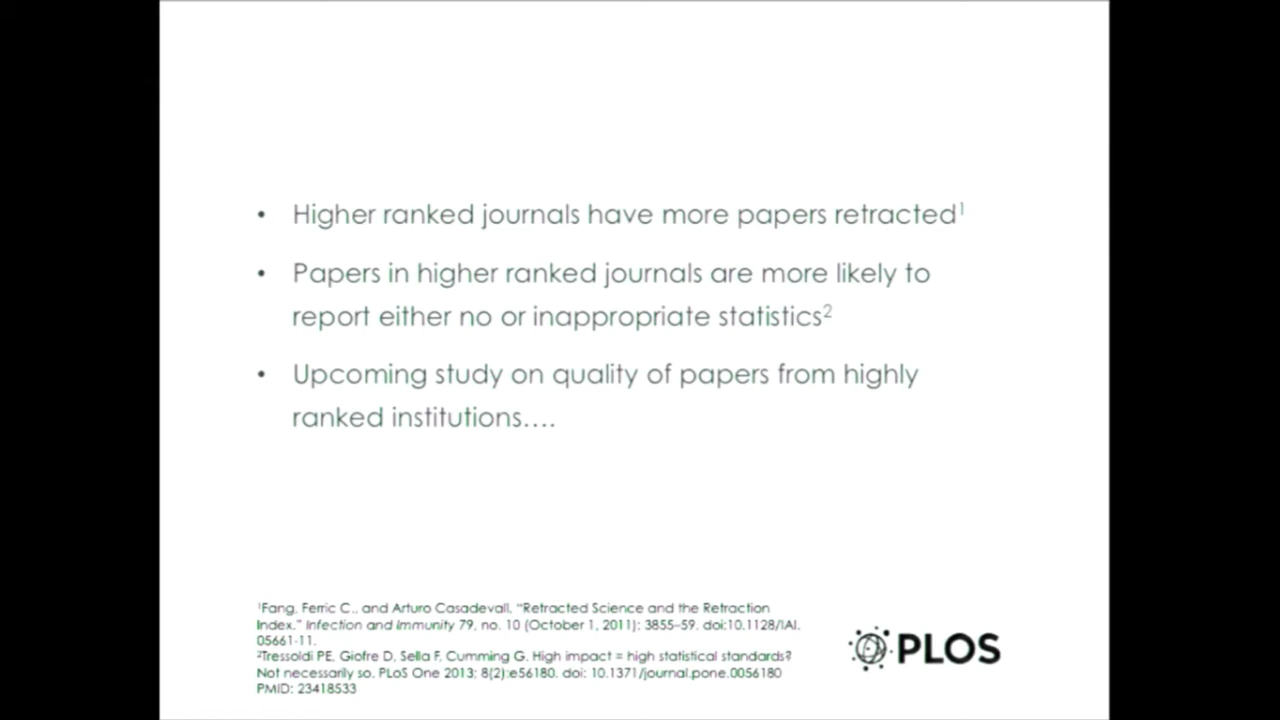 • Higher ranked journals have more papers retracted¹
• Papers in higher ranked journals are more likely to
report either no or inappropriate statistics²
• Upcoming study on quality of papers from highly
ranked institutions….
¹Fang, Ferric C., and Arturo Casadevall. “Retracted Science and the Retraction
Index.” Infection and Immunity 79, no. 10 (October 1, 2011): 3855–59. doi:10.1128/IAI.
05661-11.
²Tressoldi PE, Giofre D, Sella F, Cumming G. High impact = high statistical standards?
Not necessarily so. PLoS One 2013; 8(2):e56180. doi: 10.1371/journal.pone.0056180
PMID: 23418533
PLOS